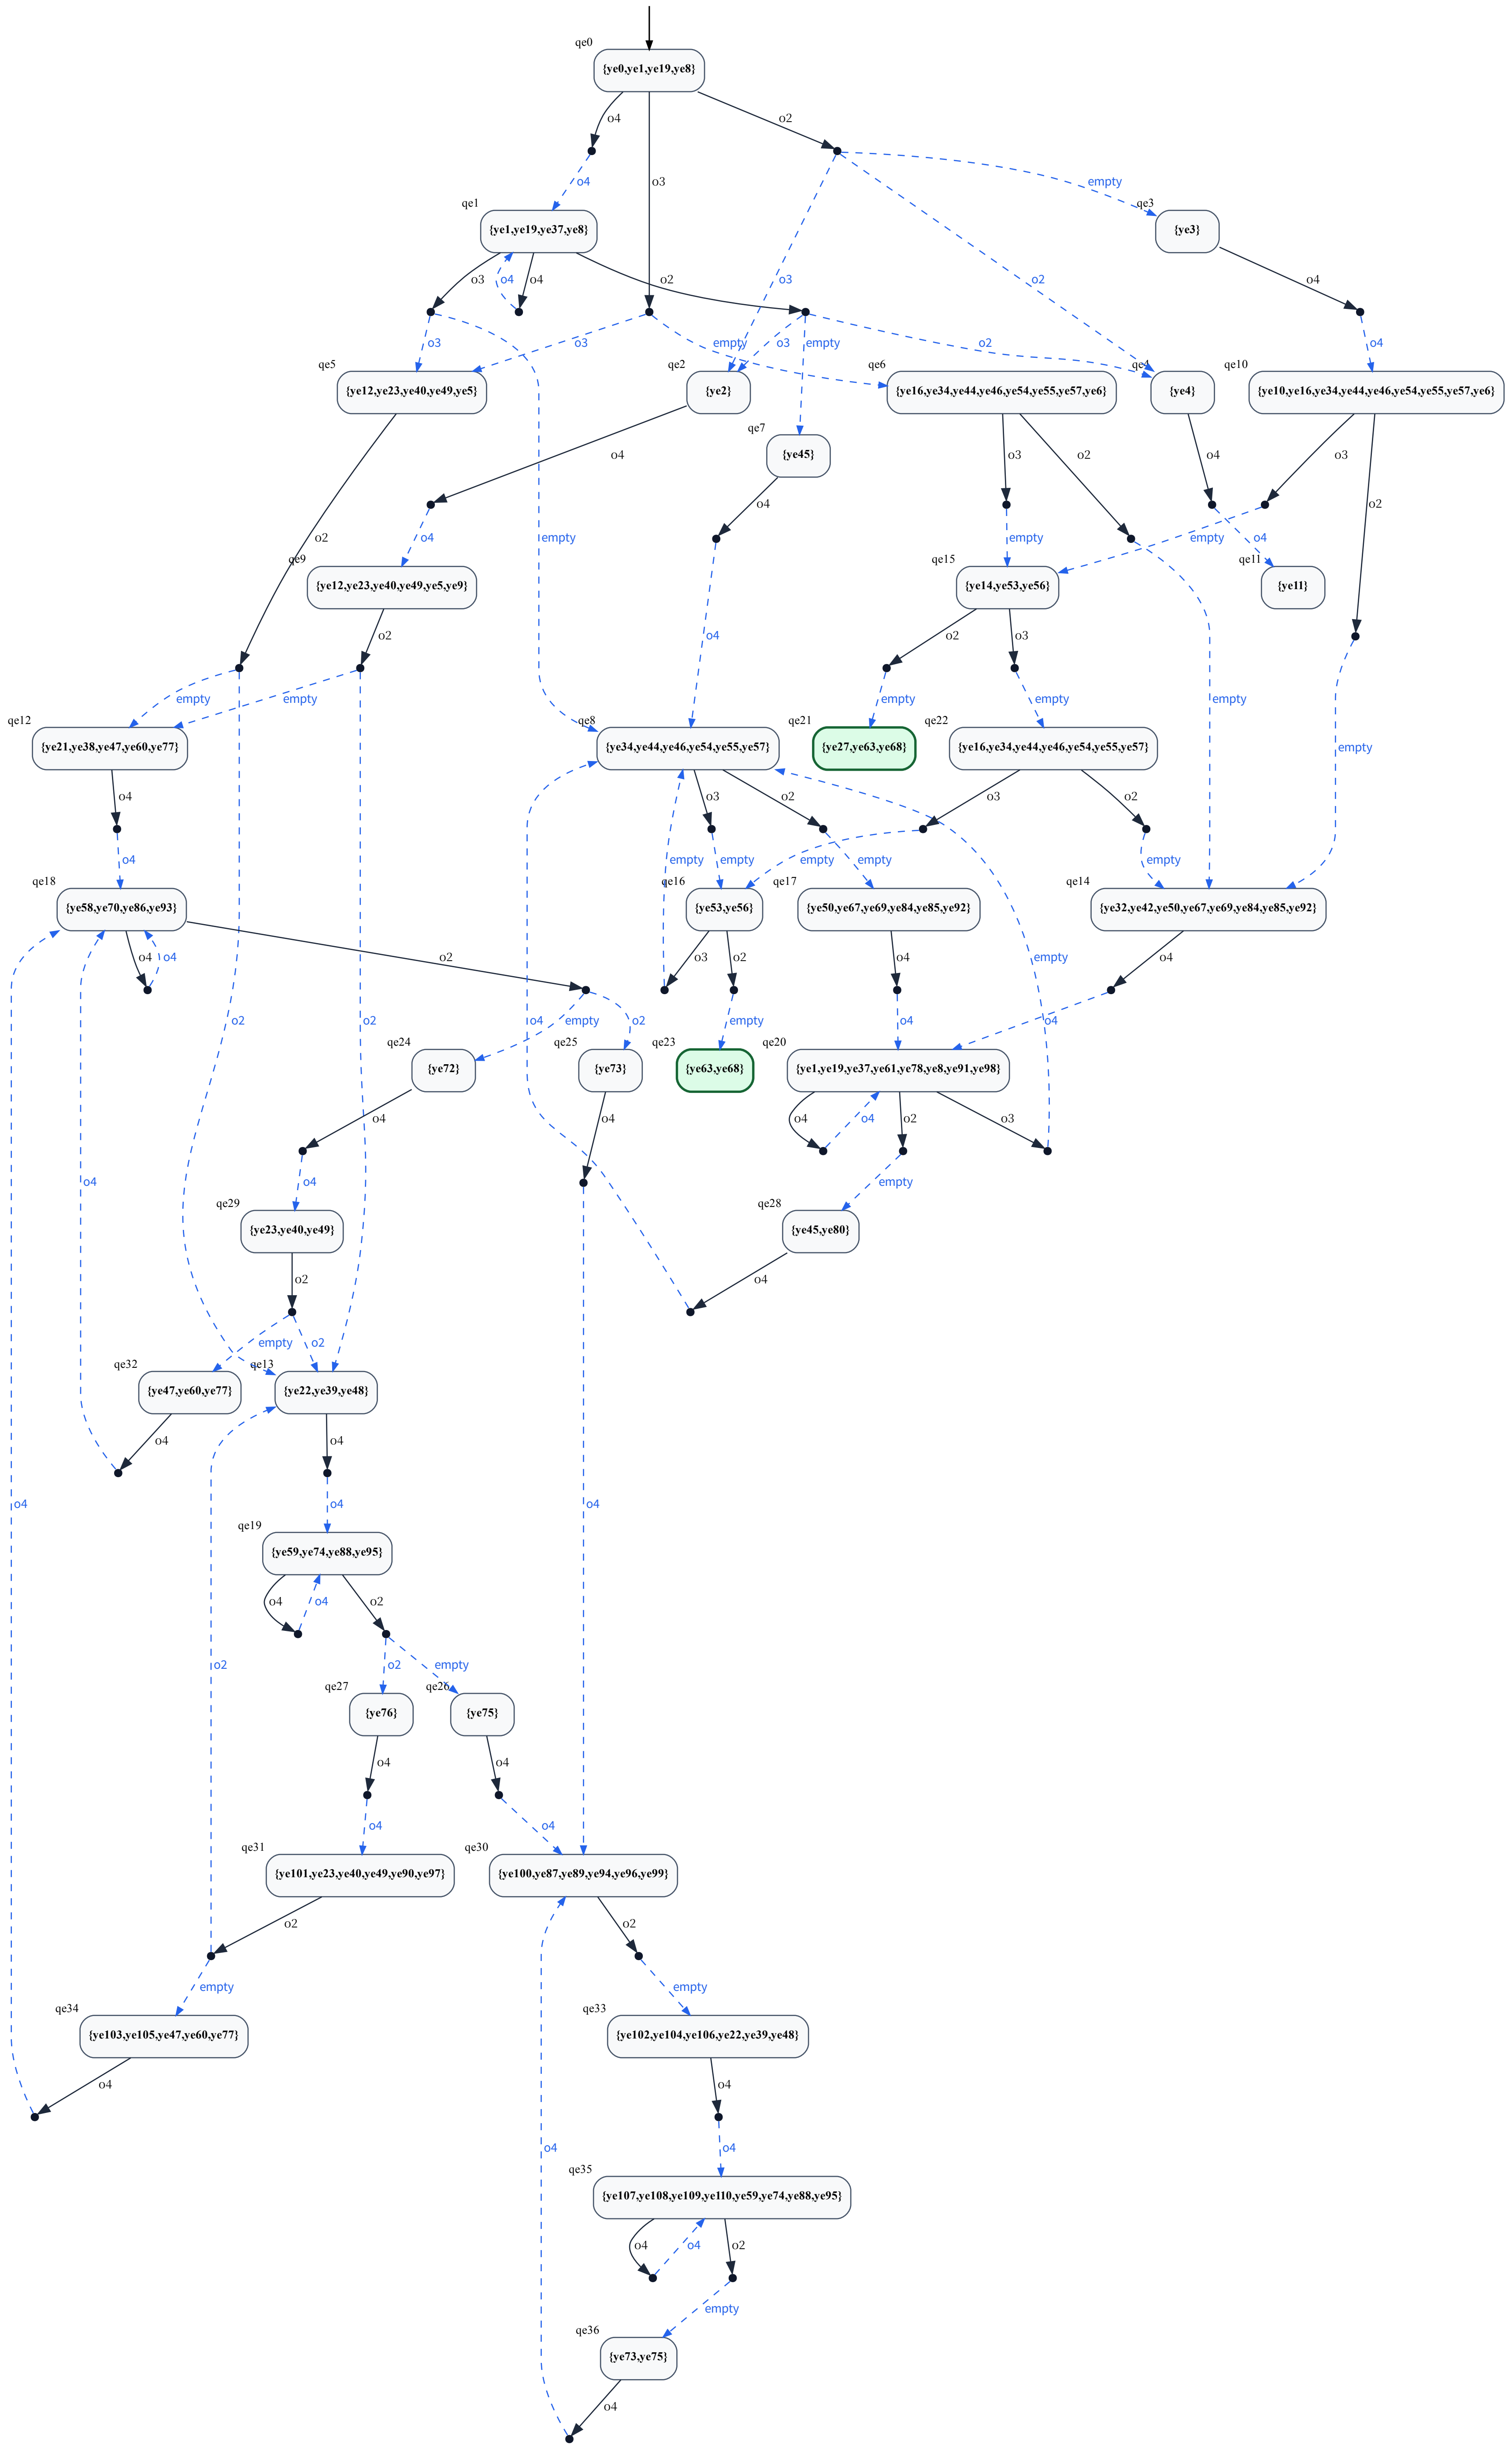 qe0
{ye0,ye1,ye19,ye8}
o4
o3
o2
o4
empty
qe1
{ye1,ye19,ye37,ye8}
qe3
{ye3}
o3
o4
o4
o2
o3
o2
o4
o3
o3
empty
o3
empty
o2
o4
qe5
{ye12,ye23,ye40,ye49,ye5}
qe2
{ye2}
qe6
{ye16,ye34,ye44,ye46,ye54,ye55,ye57,ye6}
qe4
{ye4}
qe10
{ye10,ye16,ye34,ye44,ye46,ye54,ye55,ye57,ye6}
qe7
{ye45}
o4
o4
o3
o2
o4
o3
o2
o2
o4
empty
empty
empty
o4
qe9
{ye12,ye23,ye40,ye49,ye5,ye9}
qe15
{ye14,ye53,ye56}
qe11
{ye11}
o2
o4
o2
o3
empty
empty
empty
empty
empty
qe12
{ye21,ye38,ye47,ye60,ye77}
qe8
{ye34,ye44,ye46,ye54,ye55,ye57}
qe21
{ye27,ye63,ye68}
qe22
{ye16,ye34,ye44,ye46,ye54,ye55,ye57}
empty
o4
o3
o2
o3
o2
o4
empty
empty
empty
empty
empty
qe18
{ye58,ye70,ye86,ye93}
qe16
{ye53,ye56}
qe17
{ye50,ye67,ye69,ye84,ye85,ye92}
qe14
{ye32,ye42,ye50,ye67,ye69,ye84,ye85,ye92}
o4
o4
o2
o3
o2
o4
empty
o4
o2
o2
o4
empty
o2
empty
o4
o4
qe24
{ye72}
qe25
{ye73}
qe23
{ye63,ye68}
qe20
{ye1,ye19,ye37,ye61,ye78,ye8,ye91,ye98}
o4
o4
o4
o4
o2
o3
o4
o4
empty
qe29
{ye23,ye40,ye49}
qe28
{ye45,ye80}
o2
o4
empty
o2
qe32
{ye47,ye60,ye77}
qe13
{ye22,ye39,ye48}
o4
o4
o4
o4
o4
qe19
{ye59,ye74,ye88,ye95}
o4
o4
o2
o2
o2
empty
qe27
{ye76}
qe26
{ye75}
o4
o4
o4
o4
qe31
{ye101,ye23,ye40,ye49,ye90,ye97}
qe30
{ye100,ye87,ye89,ye94,ye96,ye99}
o2
o2
empty
empty
qe34
{ye103,ye105,ye47,ye60,ye77}
qe33
{ye102,ye104,ye106,ye22,ye39,ye48}
o4
o4
o4
o4
qe35
{ye107,ye108,ye109,ye110,ye59,ye74,ye88,ye95}
o4
o4
o2
empty
qe36
{ye73,ye75}
o4